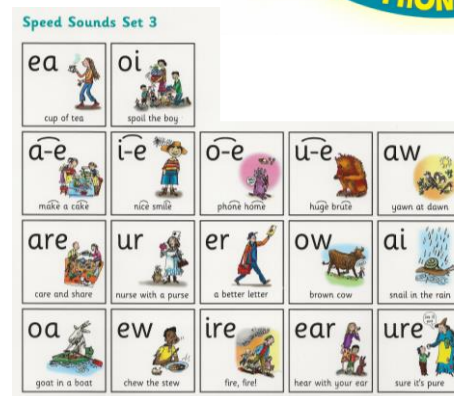 PHON
Speed Sounds Set 3
ea oi
cup of tea spoil the boy
a-e i-e o-e u-e aw
make a cake nice smile phone home huge brute yawn at dawn
are ur er ow ai
care and share nurse with a purse a better letter brown cow snail in the rain
oa ew ire ear ure
goat in a boat chew the stew fire, fire! hear with your ear sure it's pure